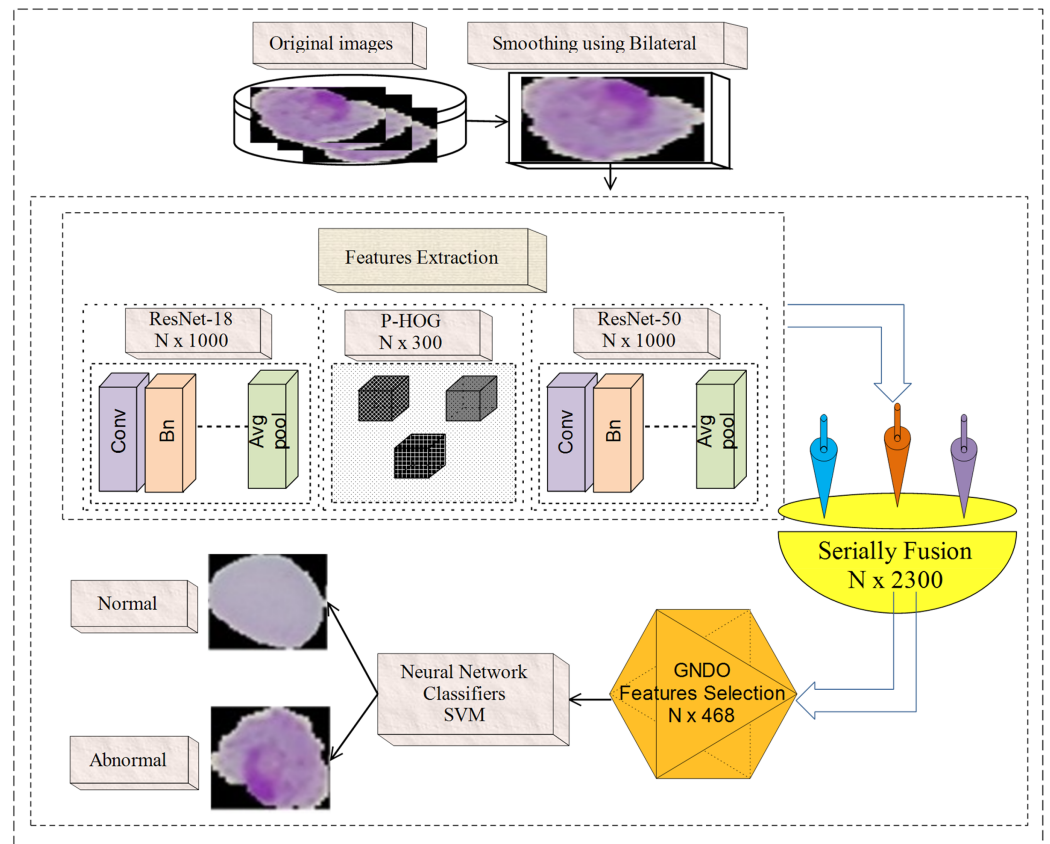 Original images
Smoothing using Bilateral
Features Extraction
ResNet-18
N x 1000
P-HOG
N x 300
ResNet-50
N x 1000
Conv
Bn
Avg
pool
Conv
Bn
Avg
pool
Serially Fusion
N x 2300
GNDO
Features Selection
N x 468
Neural Network
Classifiers
SVM
Normal
Abnormal